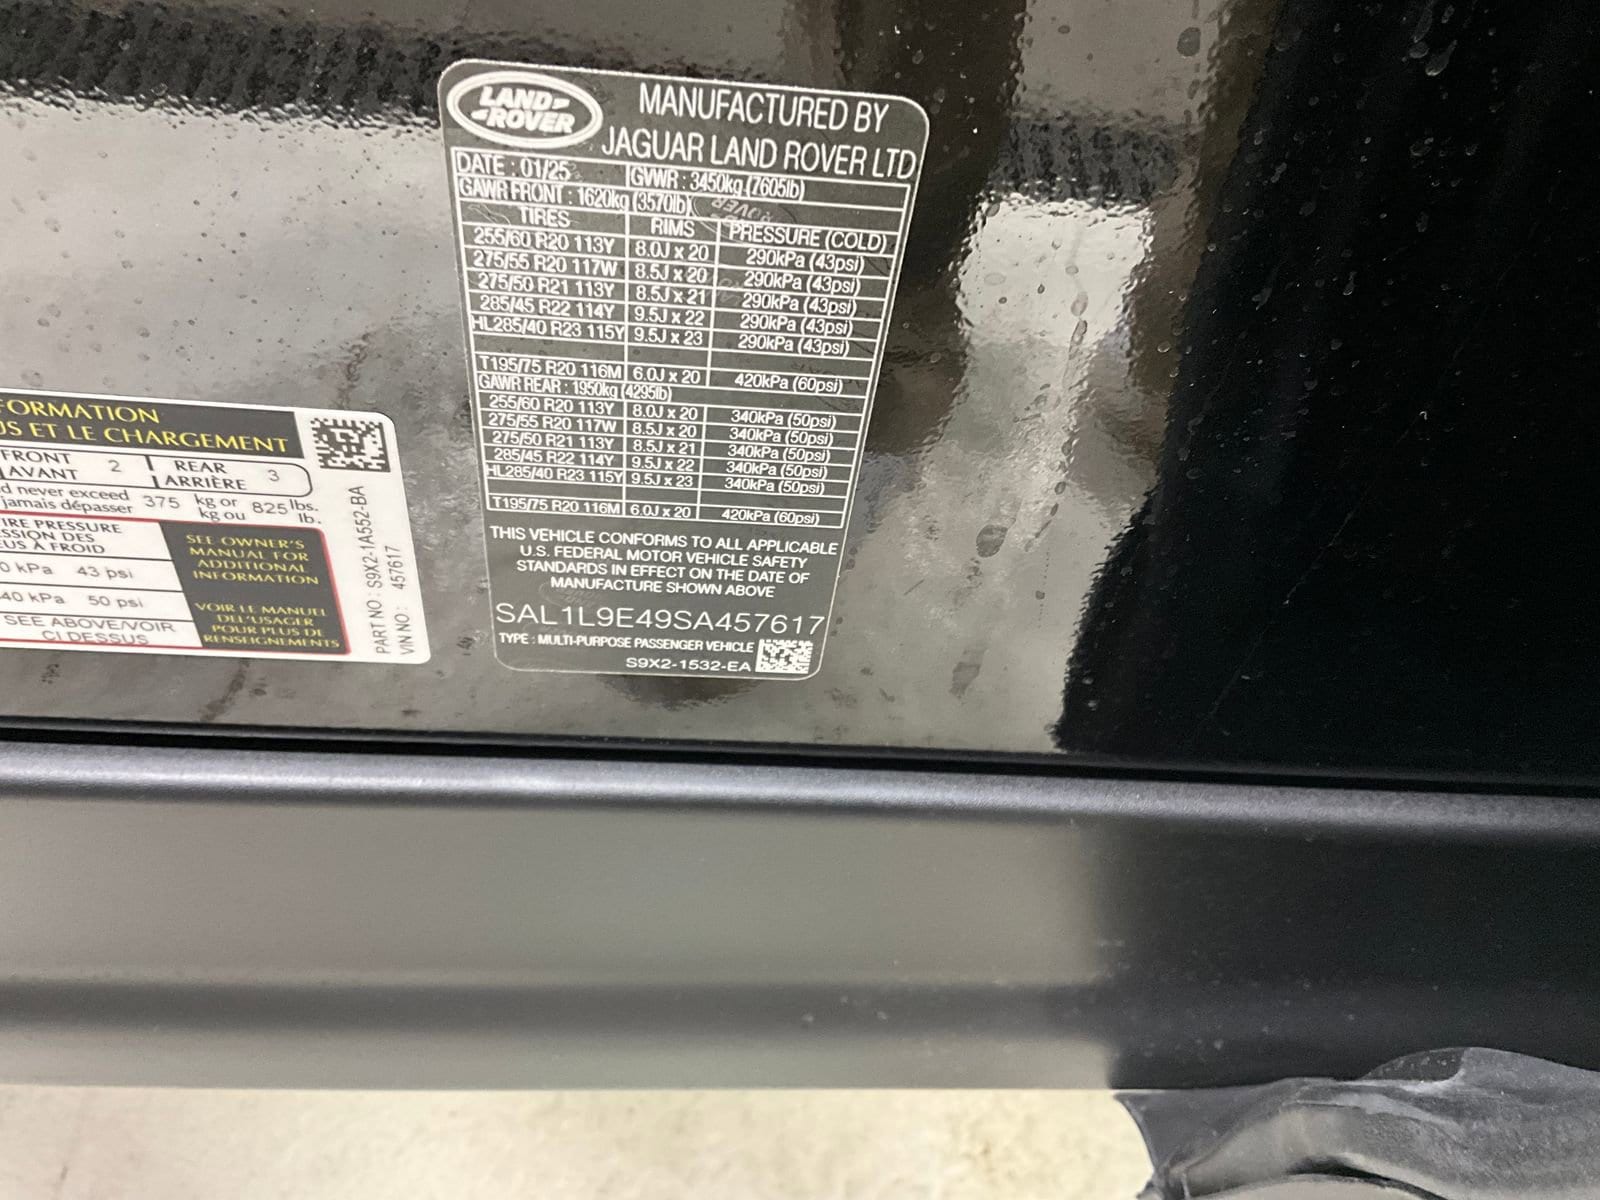 LAND ROVER
MANUFACTURED BY
JAGUAR LAND ROVER LTD
DATE : 01/25 GVWR : 3450kg (7605lb)
GAWR FRONT : 1620kg (3570lb)
TIRES RIMS PRESSURE (COLD)
255/60 R20 113Y 8.0J x 20 290kPa (43psi)
275/55 R20 117W 8.5J x 20 290kPa (43psi)
275/50 R21 113Y 8.5J x 21 290kPa (43psi)
285/45 R22 114Y 9.5J x 22 290kPa (43psi)
HL285/40 R23 115Y 9.5J x 23 290kPa (43psi)
T195/75 R20 116M 6.0J x 20 420kPa (60psi)
GAWR REAR : 1950kg (4295lb)
255/60 R20 113Y 8.0J x 20 340kPa (50psi)
275/55 R20 117W 8.5J x 20 340kPa (50psi)
275/50 R21 113Y 8.5J x 21 340kPa (50psi)
285/45 R22 114Y 9.5J x 22 340kPa (50psi)
HL285/40 R23 115Y 9.5J x 23 340kPa (50psi)
T195/75 R20 116M 6.0J x 20 420kPa (60psi)
THIS VEHICLE CONFORMS TO ALL APPLICABLE
U.S. FEDERAL MOTOR VEHICLE SAFETY
STANDARDS IN EFFECT ON THE DATE OF
MANUFACTURE SHOWN ABOVE
SAL1L9E49SA457617
TYPE : MULTI-PURPOSE PASSENGER VEHICLE
S9X2-1532-EA
FORMATION
US ET LE CHARGEMENT
FRONT 2 REAR 3
AVANT ARRIÈRE
d never exceed 375 kg or 825 lbs.
jamais dépasser kg ou lb.
IRE PRESSURE
SSION DES
EUS À FROID
0 kPa 43 psi
40 kPa 50 psi
SEE ABOVE/VOIR
CI DESSUS
SEE OWNER'S
MANUAL FOR
ADDITIONAL
INFORMATION
VOIR LE MANUEL
DE L'USAGER
POUR PLUS DE
RENSEIGNEMENTS
PART NO : S9X2-1A552-BA
VIN NO : 457617